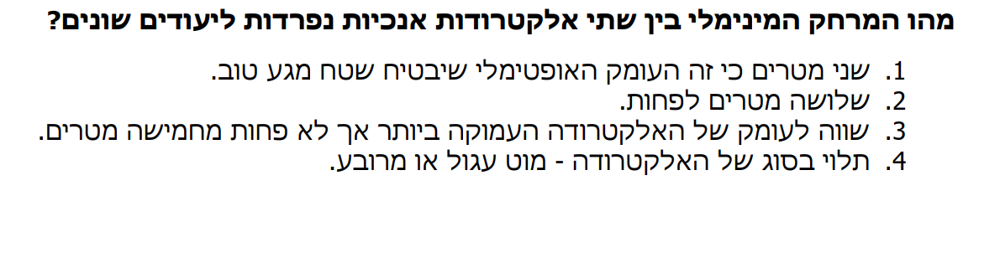 מהו המרחק המינימלי בין שתי אלקטרודות אנכיות נפרדות ליעודים שונים?
1. שני מטרים כי זה העומק האופטימלי שיבטיח שטח מגע טוב.
2. שלושה מטרים לפחות.
3. שווה לעומק של האלקטרודה העמוקה ביותר אך לא פחות מחמישה מטרים.
4. תלוי בסוג של האלקטרודה - מוט עגול או מרובע.